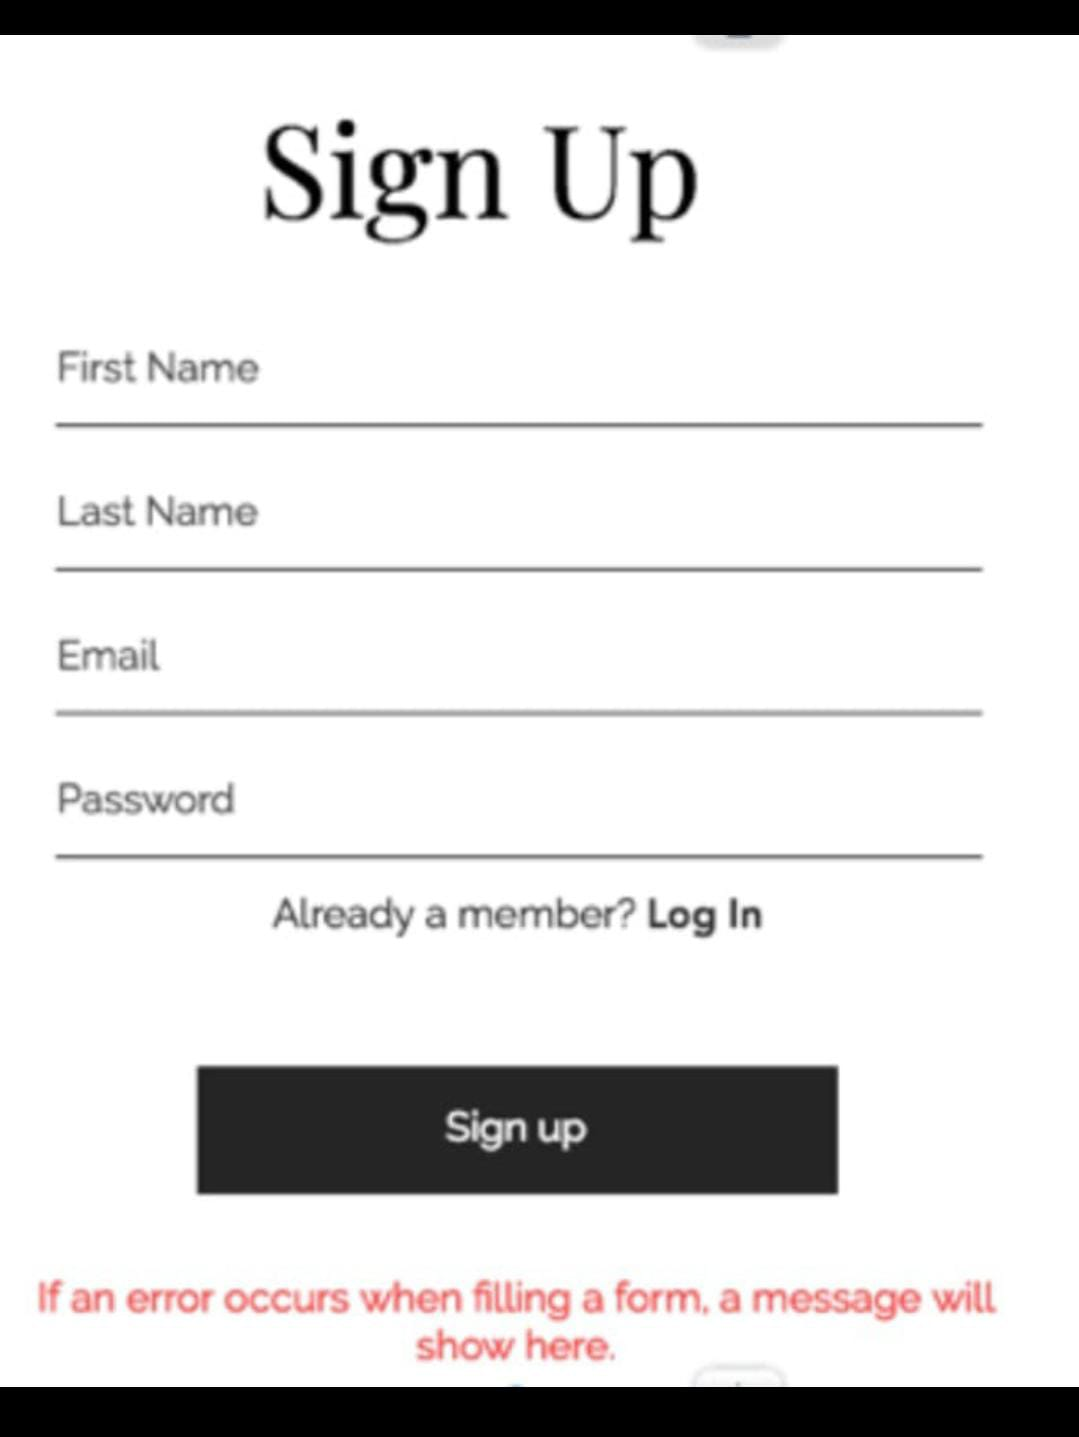 Sign Up
First Name
Last Name
Email
Password
Already a member? Log In
Sign up
If an error occurs when filling a form, a message will
show here.